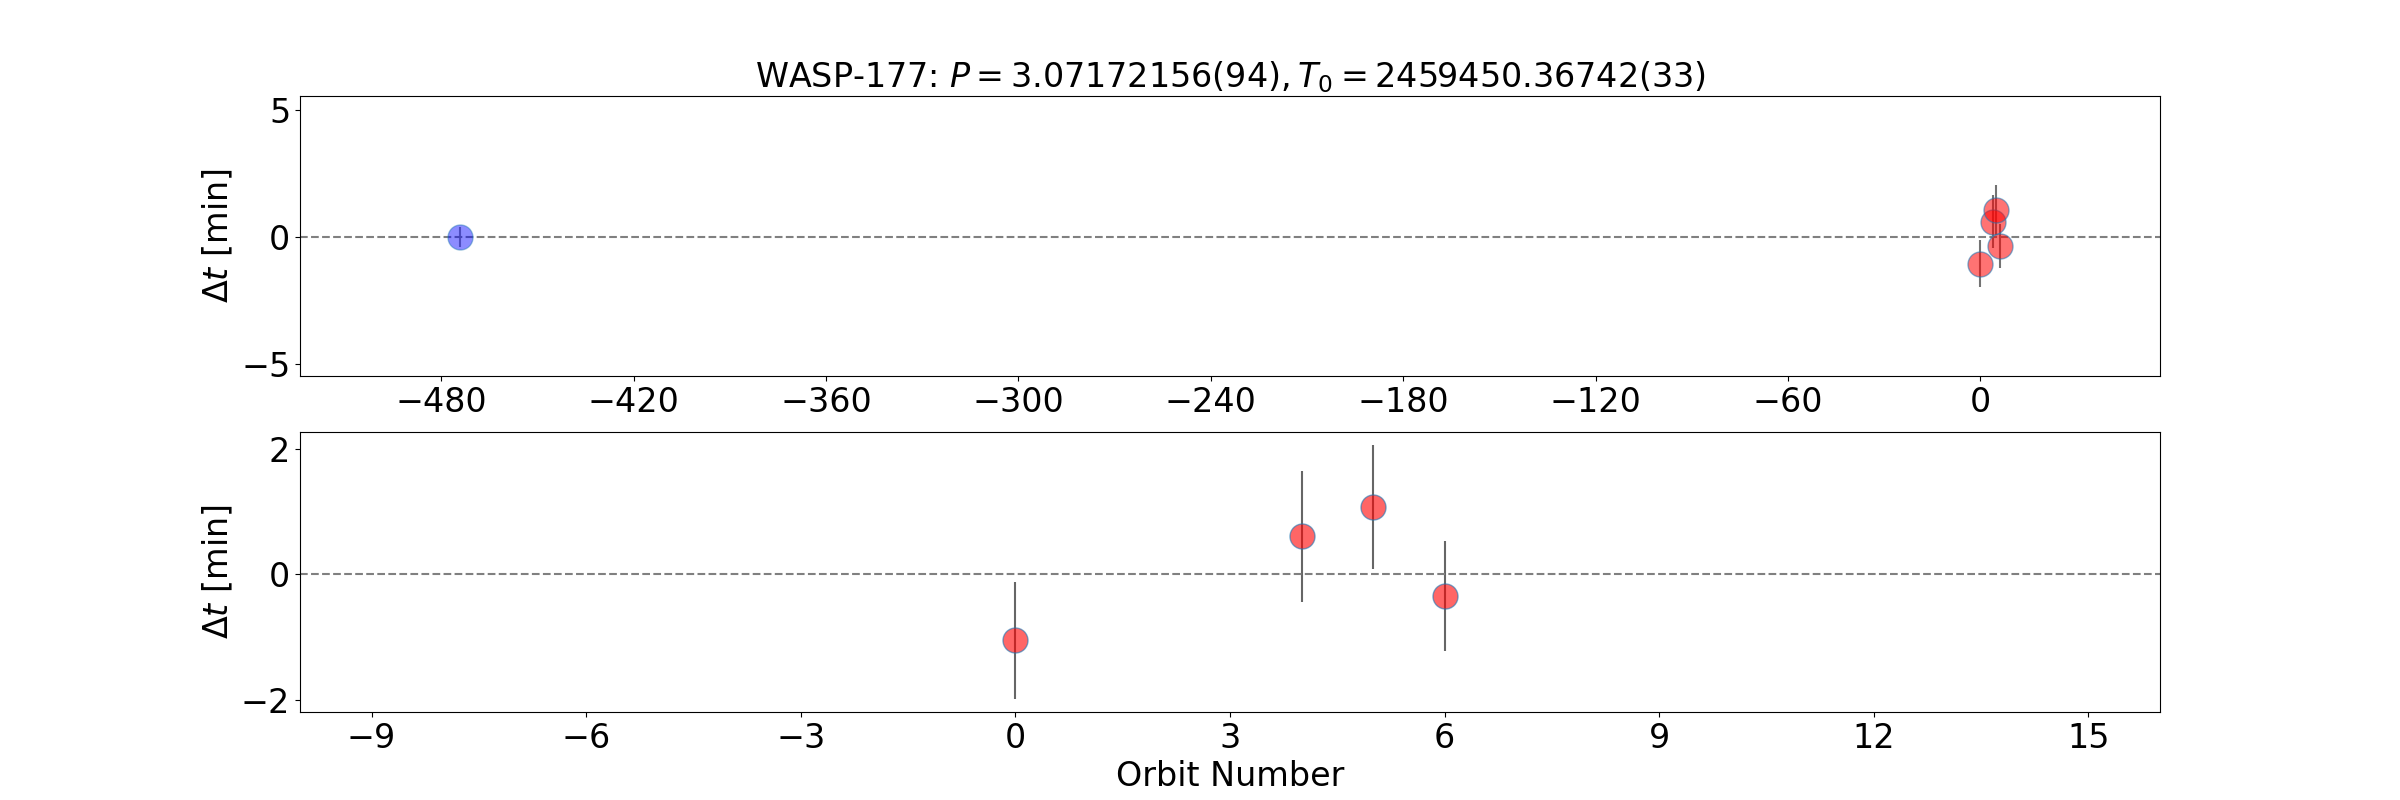 WASP-177: P = 3.07172156(94), T₀ = 2459450.36742(33)
5
0
−5
Δt [min]
−480 −420 −360 −300 −240 −180 −120 −60 0
2
0
−2
Δt [min]
−9 −6 −3 0 3 6 9 12 15
Orbit Number